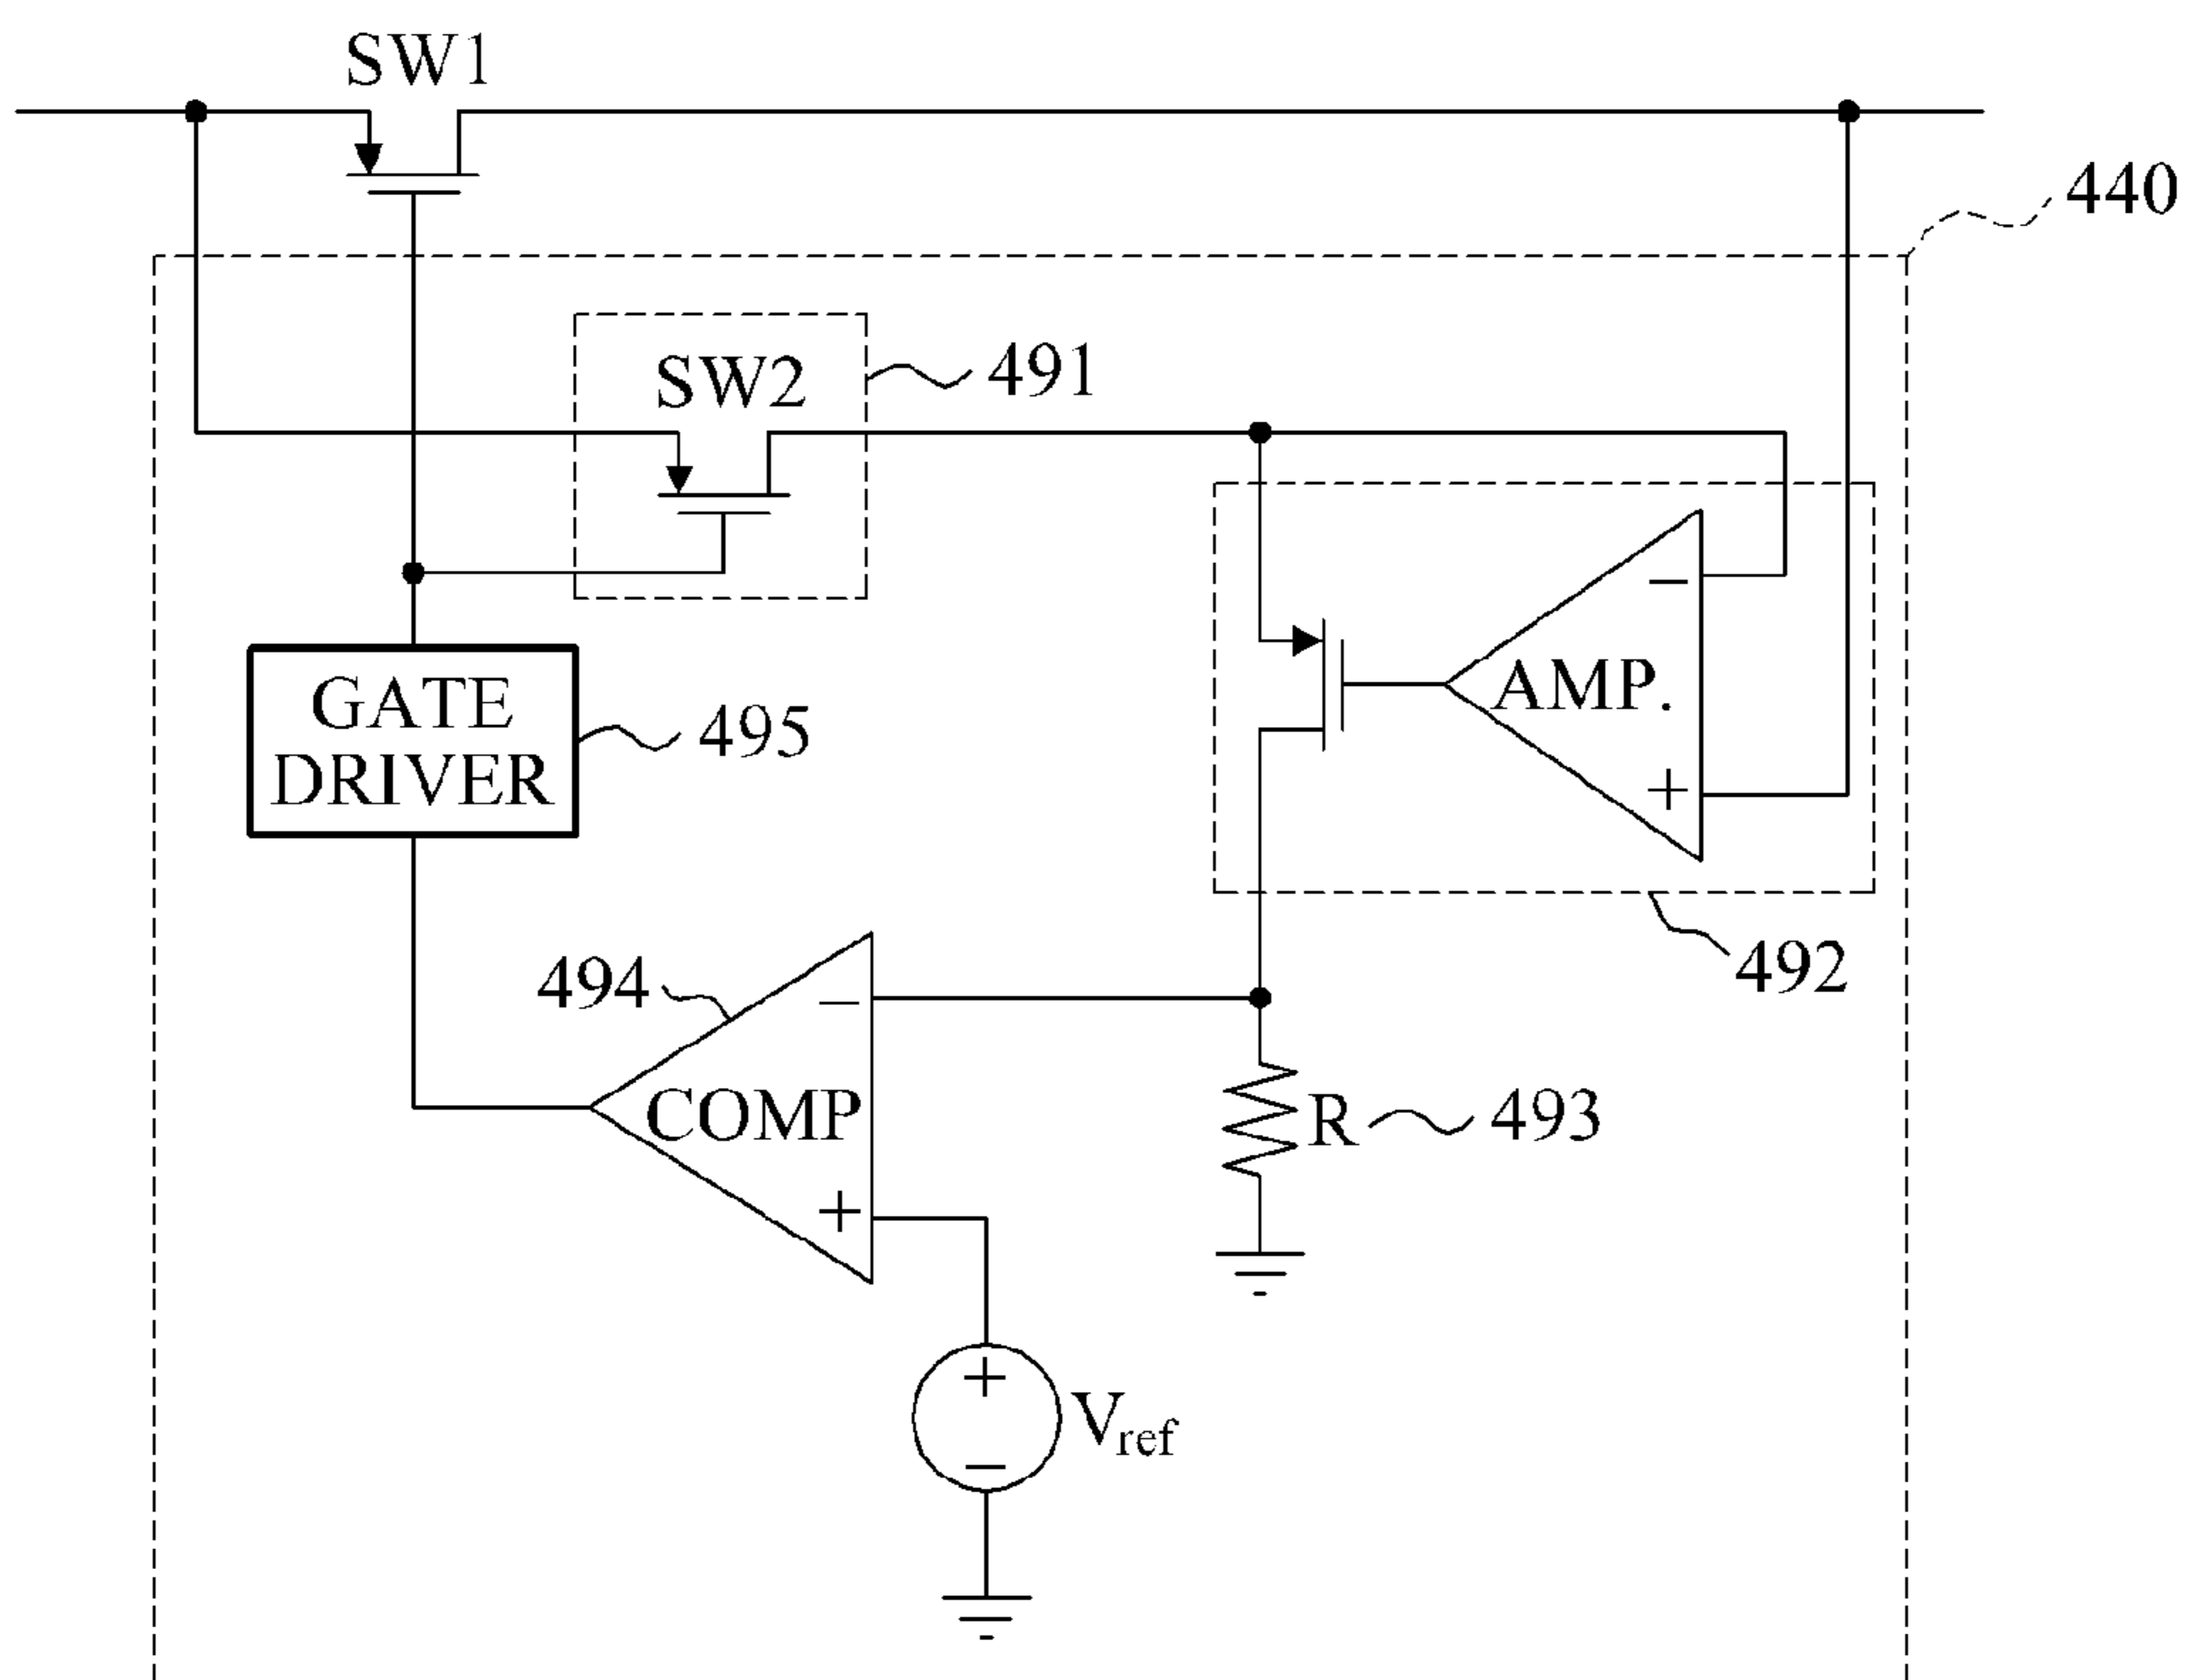 SW1
440
SW2
491
GATE
DRIVER
495
−
AMP.
+
492
494
−
COMP
+
R
493
+
−
Vref